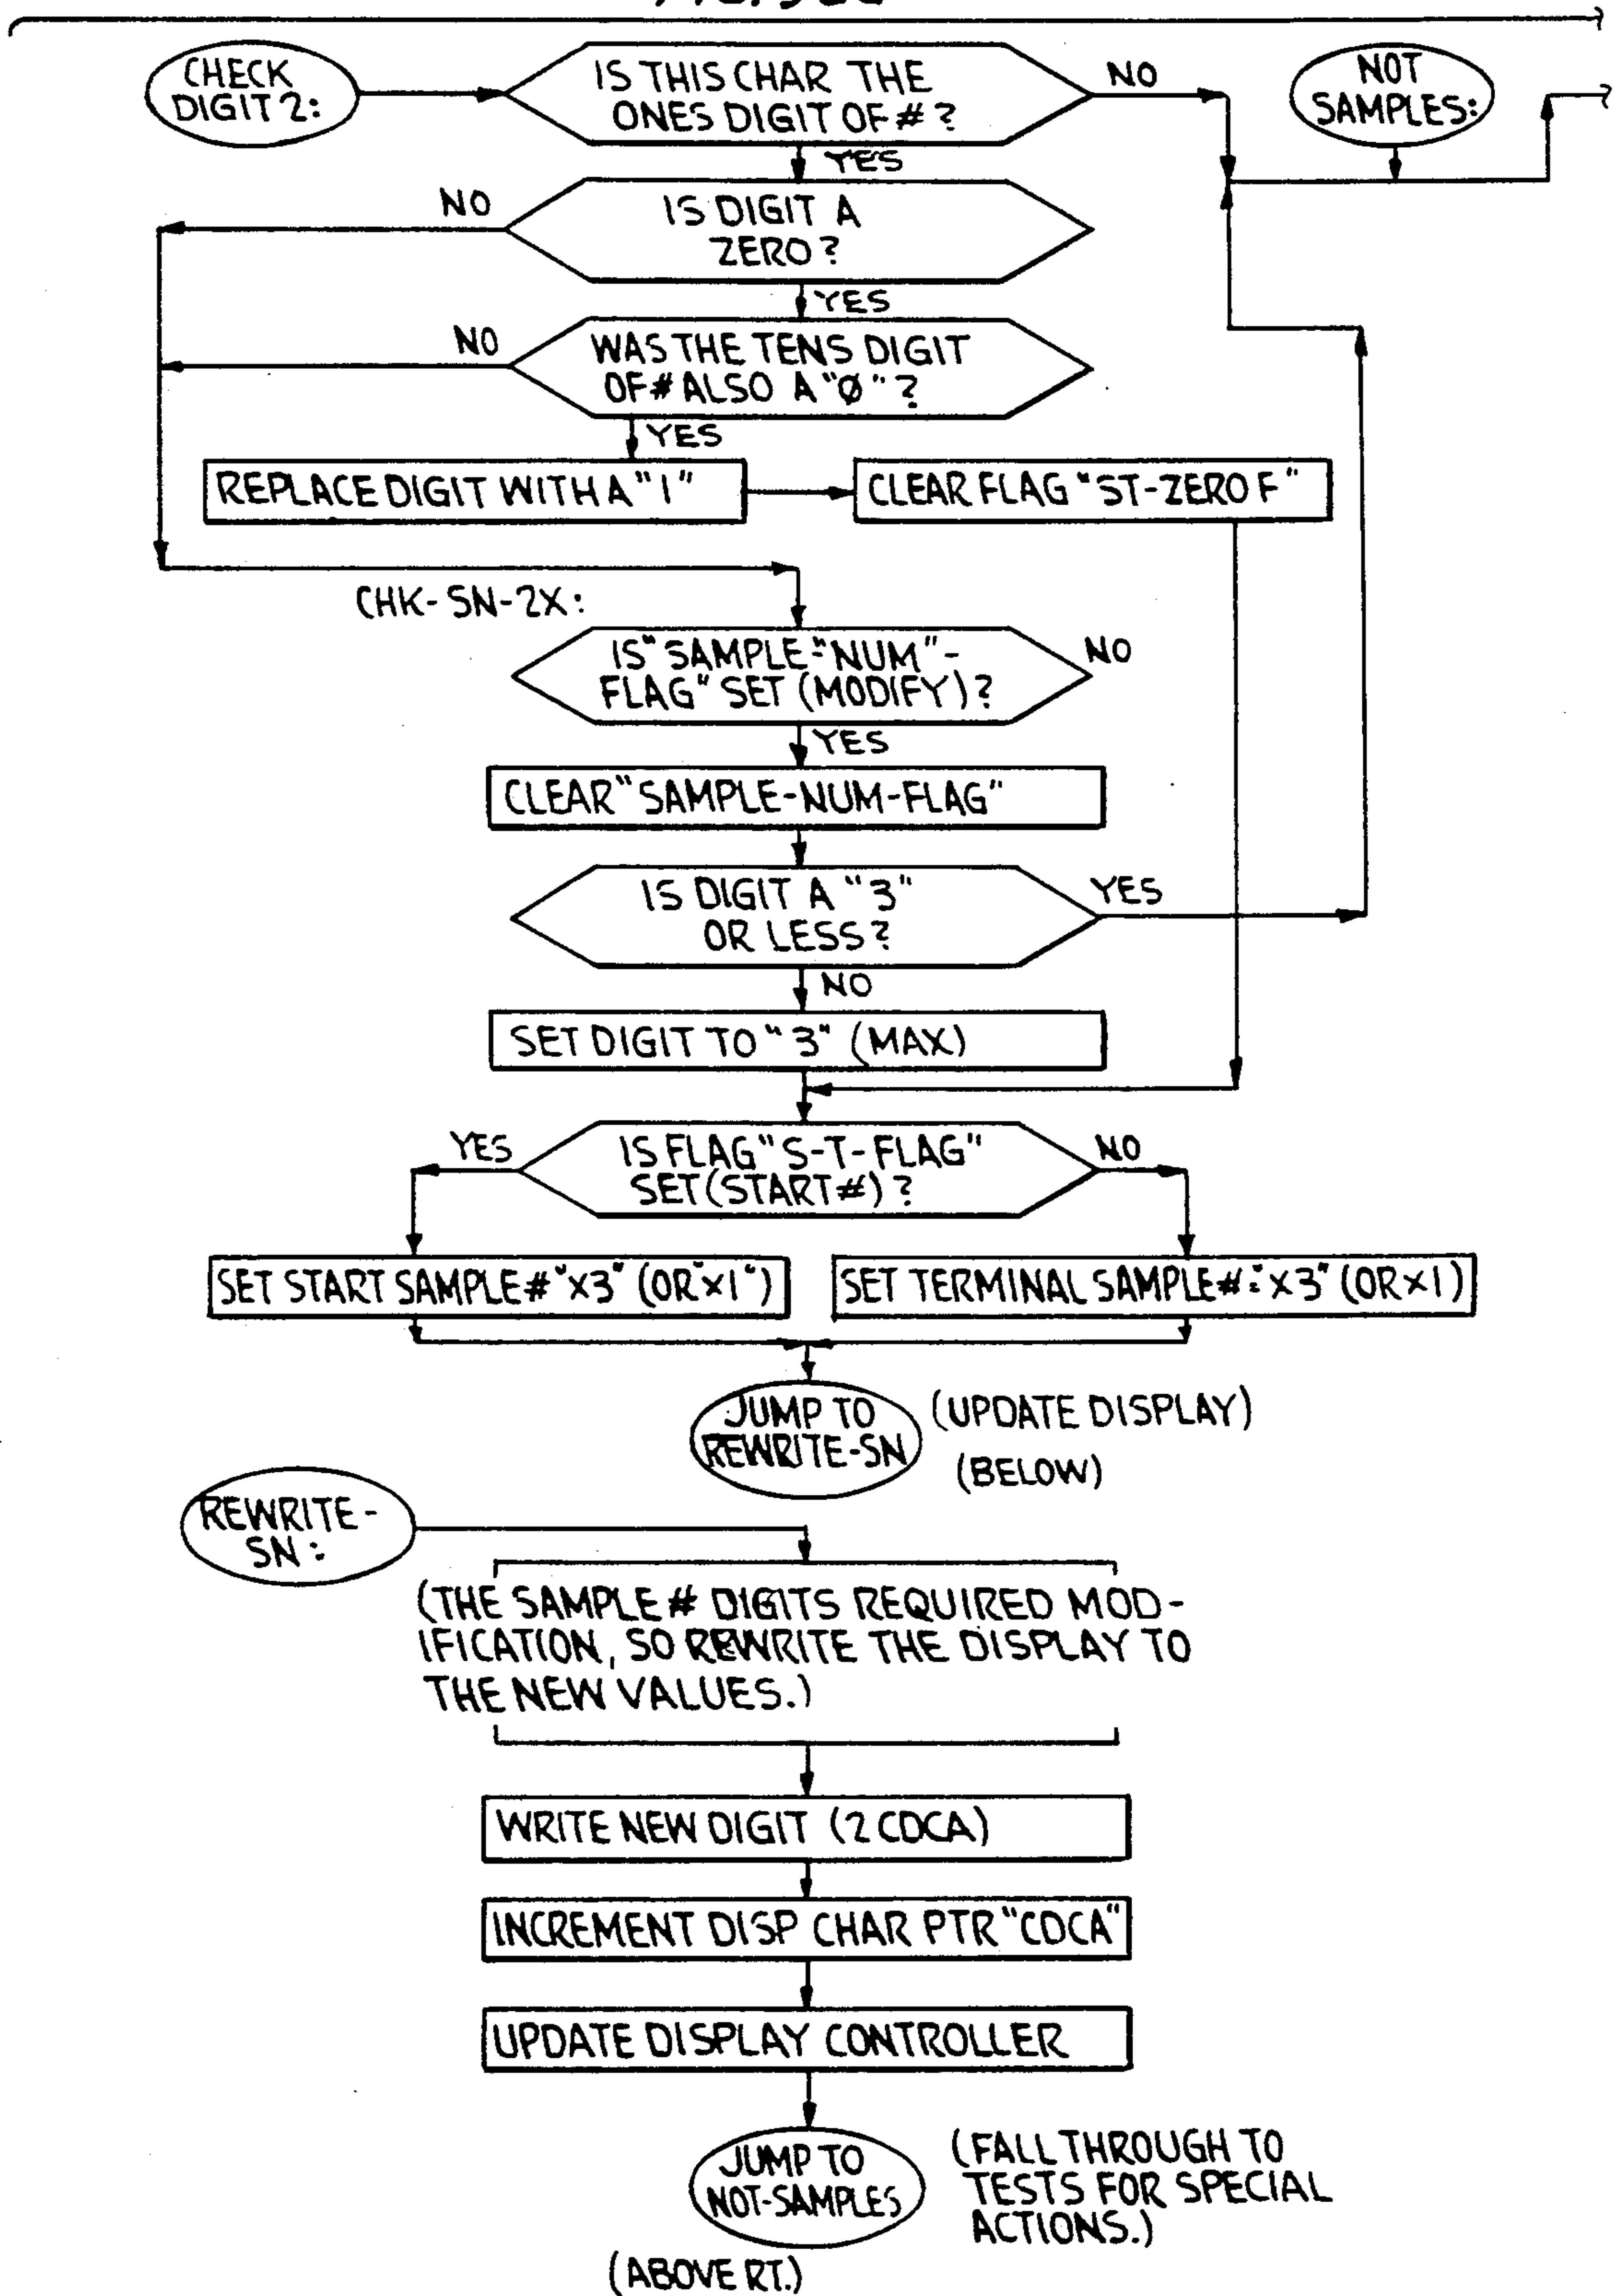 CHECK
DIGIT 2:
IS THIS CHAR THE
ONES DIGIT OF # ?
NO
NOT
SAMPLES:
YES
NO
IS DIGIT A
ZERO?
YES
NO
WAS THE TENS DIGIT
OF # ALSO A "Ø" ?
YES
REPLACE DIGIT WITH A "1"
CLEAR FLAG "ST-ZERO F"
CHK-SN-2X:
IS "SAMPLE-"NUM"-
FLAG" SET (MODIFY)?
NO
YES
CLEAR "SAMPLE-NUM-FLAG"
IS DIGIT A "3"
OR LESS?
YES
NO
SET DIGIT TO "3" (MAX)
YES
IS FLAG "S-T-FLAG"
SET (START #) ?
NO
SET START SAMPLE # "X3" (OR "X1")
SET TERMINAL SAMPLE #: "X3" (OR X1)
JUMP TO
REWRITE-SN
(UPDATE DISPLAY)
(BELOW)
REWRITE-
SN:
(THE SAMPLE # DIGITS REQUIRED MOD-
IFICATION, SO REWRITE THE DISPLAY TO
THE NEW VALUES.)
WRITE NEW DIGIT (2 CDCA)
INCREMENT DISP CHAR PTR "CDCA"
UPDATE DISPLAY CONTROLLER
JUMP TO
NOT-SAMPLES
(FALL THROUGH TO
TESTS FOR SPECIAL
ACTIONS.)
(ABOVE RT.)